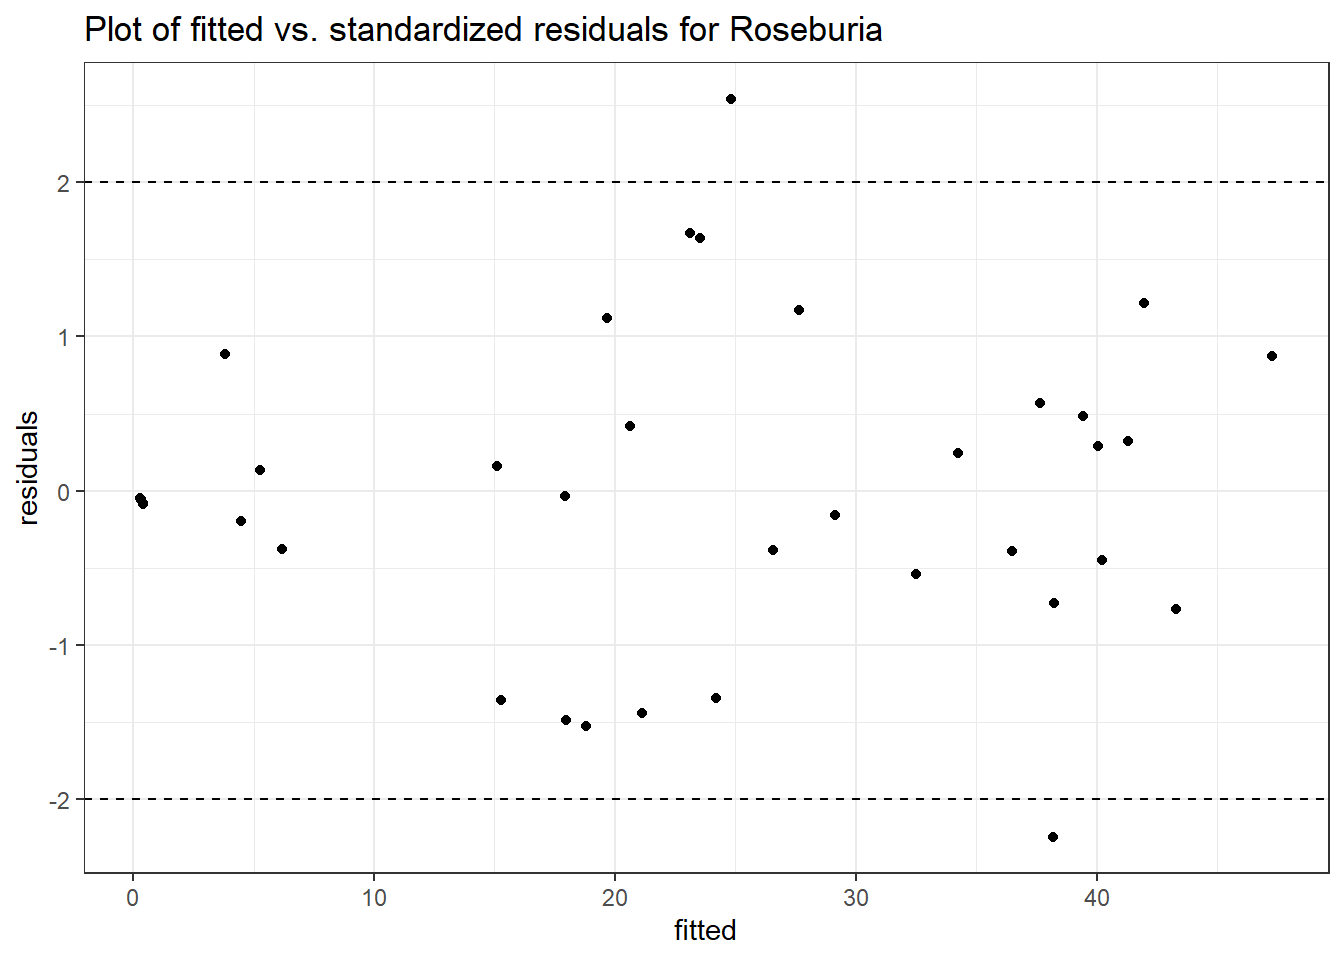 Plot of fitted vs. standardized residuals for Roseburia
2
1
0
-1
-2
residuals
0 10 20 30 40
fitted